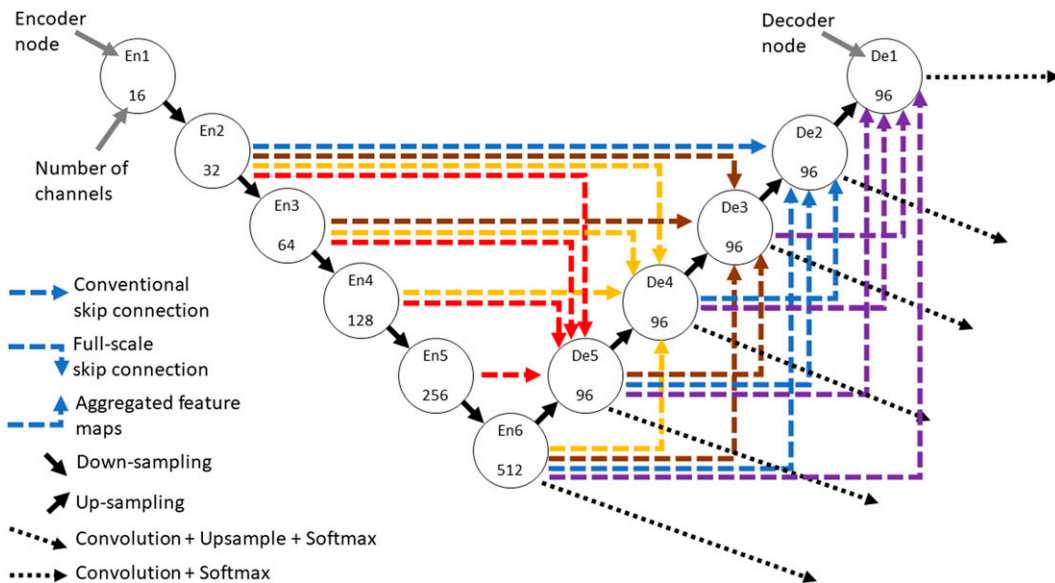 Encoder
node
En1
16
Number of
channels
En2
32
En3
64
En4
128
En5
256
En6
512
De5
96
De4
96
De3
96
De2
96
Decoder
node
De1
96
Conventional
skip connection
Full-scale
skip connection
Aggregated feature
maps
Down-sampling
Up-sampling
Convolution + Upsample + Softmax
Convolution + Softmax